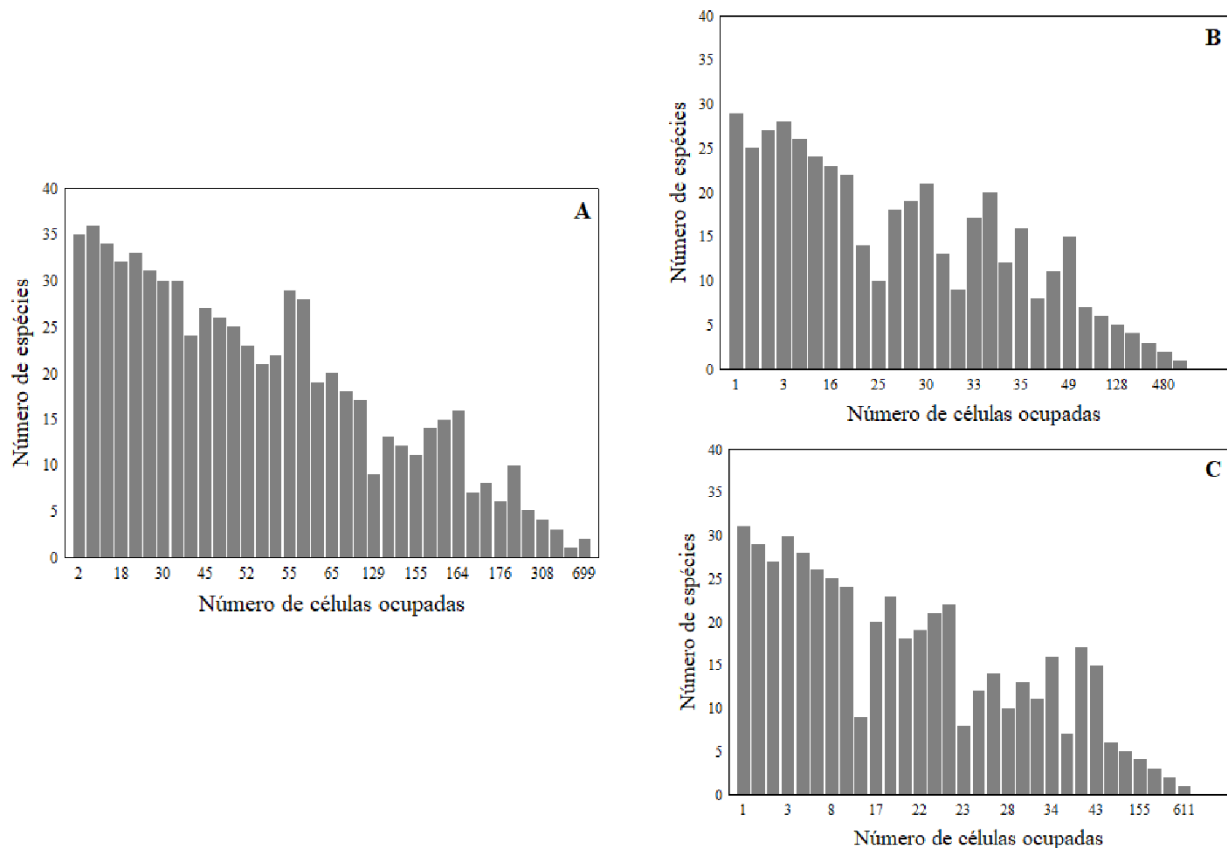 A
Número de espécies
40
35
30
25
20
15
10
5
0
2 18 30 45 52 55 65 129 155 164 176 308 699
Número de células ocupadas
B
Número de espécies
40
35
30
25
20
15
10
5
0
1 3 16 25 30 33 35 49 128 480
Número de células ocupadas
C
Número de espécies
40
35
30
25
20
15
10
5
0
1 3 8 17 22 23 28 34 43 155 611
Número de células ocupadas